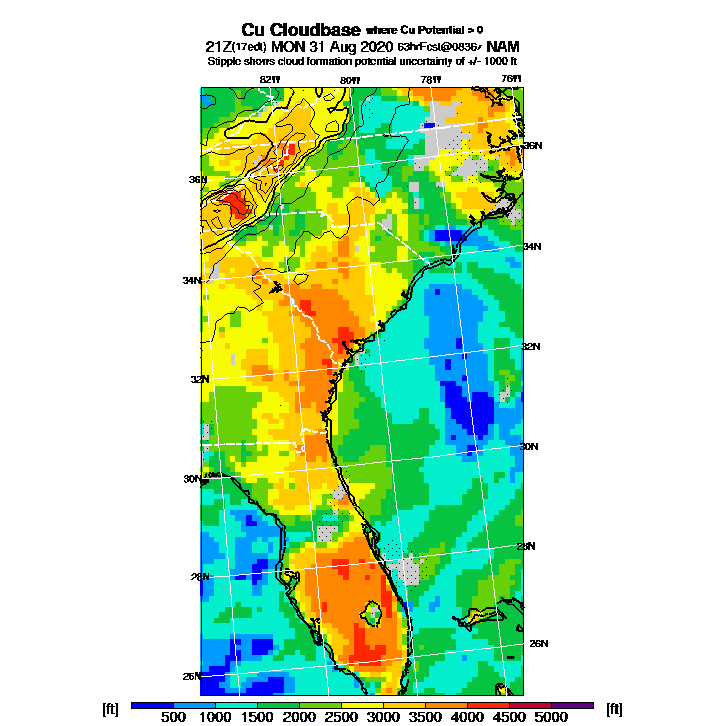 Cu Cloudbase where Cu Potential > 0
21Z(17edt) MON 31 Aug 2020 63hrFcst@0836z NAM
Stipple shows cloud formation potential uncertainty of +/- 1000 ft
82W 80W 78W 76W
36N
36N
34N
34N
32N
32N
30N
30N
28N
28N
26N
26N
[ft] [ft]
500 1000 1500 2000 2500 3000 3500 4000 4500 5000